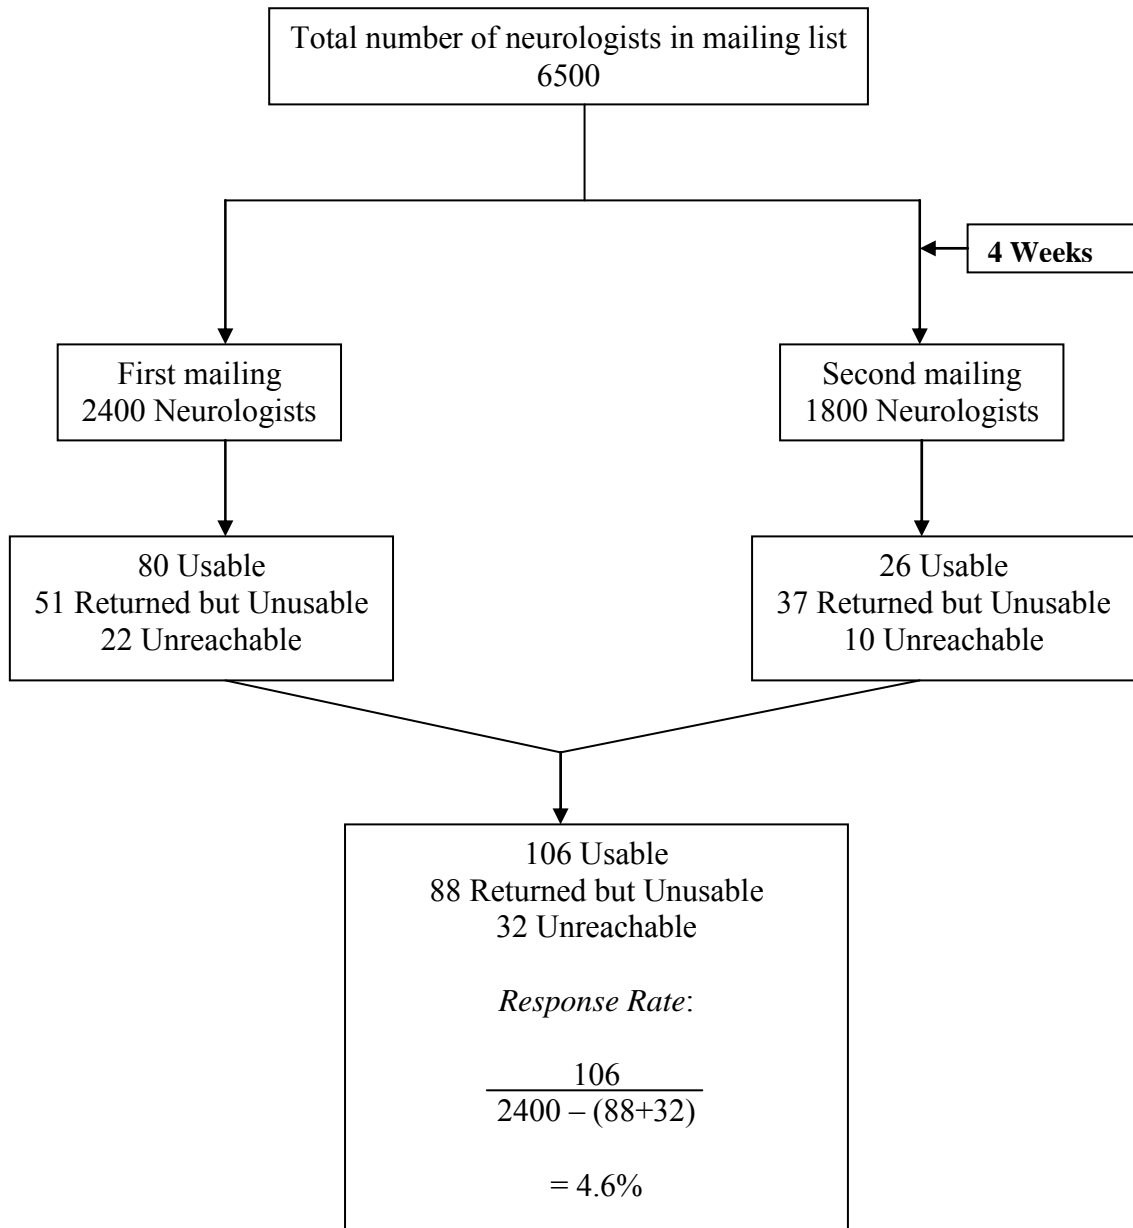 Total number of neurologists in mailing list
6500
4 Weeks
First mailing
2400 Neurologists
Second mailing
1800 Neurologists
80 Usable
51 Returned but Unusable
22 Unreachable
26 Usable
37 Returned but Unusable
10 Unreachable
106 Usable
88 Returned but Unusable
32 Unreachable
Response Rate:
106
2400 – (88+32)
= 4.6%